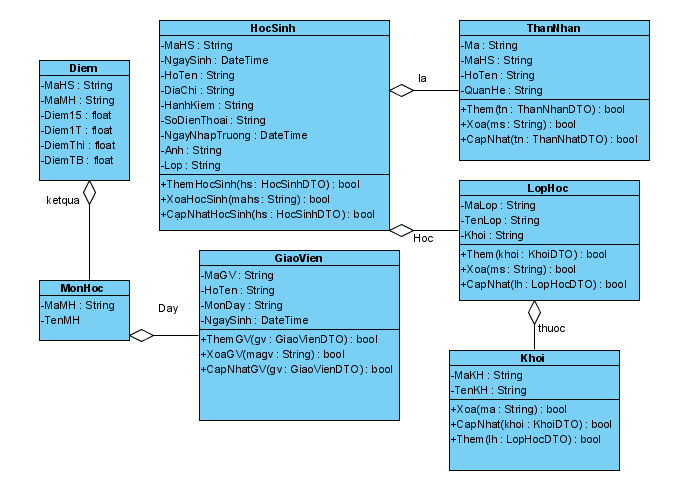 Diem
-MaHS : String
-MaMH : String
-Diem15 : float
-Diem1T : float
-DiemThi : float
-DiemTB : float
ketqua
HocSinh
-MaHS : String
-NgaySinh : DateTime
-HoTen : String
-DiaChi : String
-HanhKiem : String
-SoDienThoai : String
-NgayNhapTruong : DateTime
-Anh : String
-Lop : String
+ThemHocSinh(hs : HocSinhDTO) : bool
+XoaHocSinh(mahs : String) : bool
+CapNhatHocSinh(hs : HocSinhDTO) : bool
la
ThanNhan
-Ma : String
-MaHS : String
-HoTen : String
-QuanHe : String
+Them(tn : ThanNhanDTO) : bool
+Xoa(ms : String) : bool
+CapNhat(tn : ThanNhatDTO) : bool
Hoc
LopHoc
-MaLop : String
-TenLop : String
-Khoi : String
+Them(khoi : KhoiDTO) : bool
+Xoa(ms : String) : bool
+CapNhat(lh : LopHocDTO) : bool
MonHoc
-MaMH : String
-TenMH
Day
GiaoVien
-MaGV : String
-HoTen : String
-MonDay : String
-NgaySinh : DateTime
+ThemGV(gv : GiaoVienDTO) : bool
+XoaGV(magv : String) : bool
+CapNhatGV(gv : GiaoVienDTO) : bool
thuoc
Khoi
-MaKH : String
-TenKH : String
+Xoa(ma : String) : bool
+CapNhat(khoi : KhoiDTO) : bool
+Them(lh : LopHocDTO) : bool